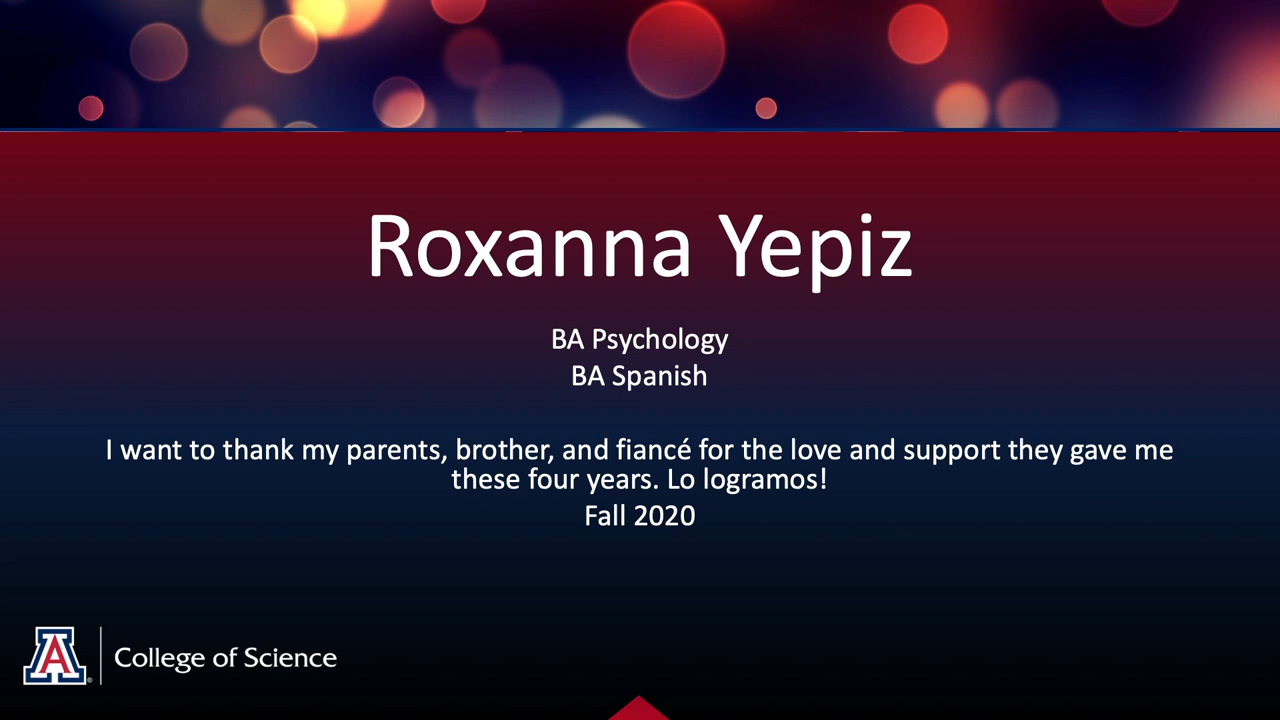 Roxanna Yepiz
BA Psychology
BA Spanish
I want to thank my parents, brother, and fiancé for the love and support they gave me
these four years. Lo logramos!
Fall 2020
A College of Science